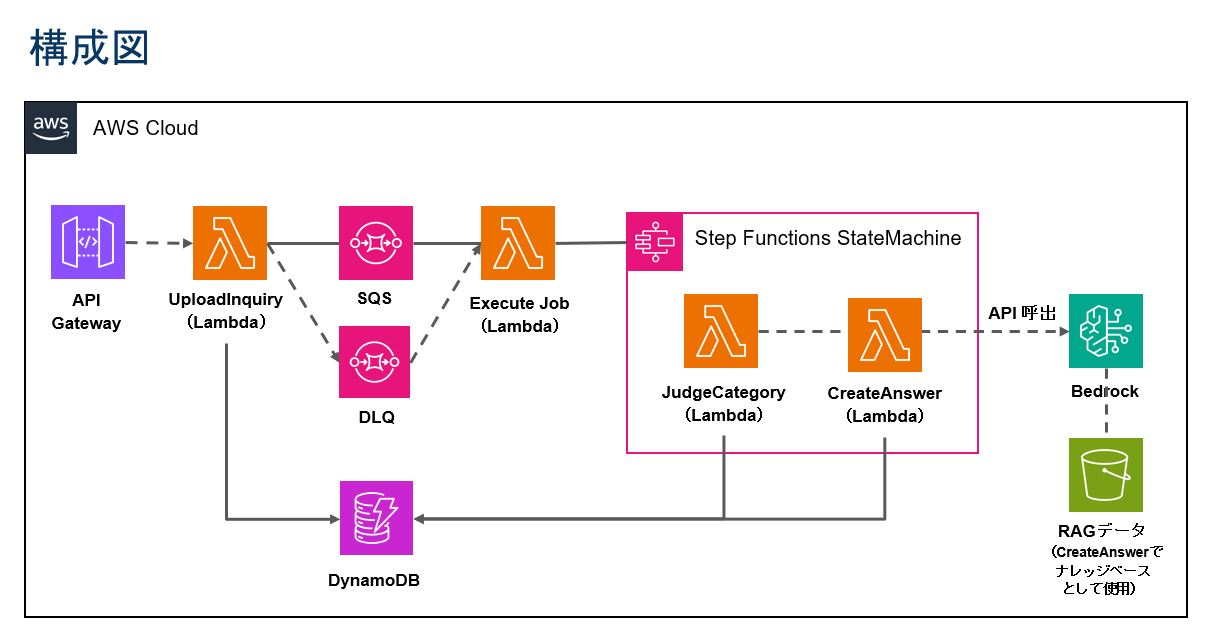 構成図
aws
AWS Cloud
API
Gateway
UploadInquiry
(Lambda)
SQS
DLQ
Execute Job
(Lambda)
Step Functions StateMachine
JudgeCategory
(Lambda)
CreateAnswer
(Lambda)
API 呼出
Bedrock
DynamoDB
RAGデータ
(CreateAnswerで
ナレッジベース
として使用)